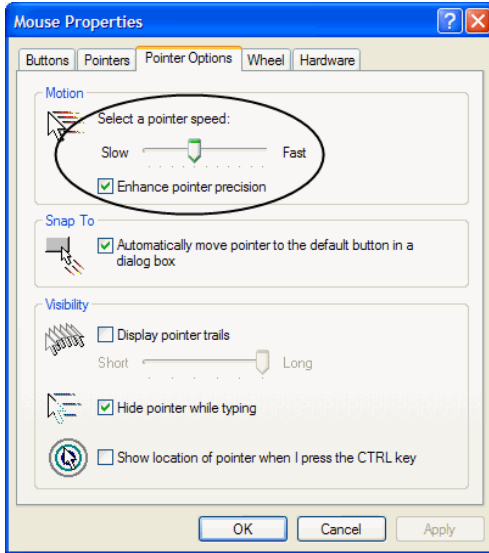 Mouse Properties
Buttons Pointers Pointer Options Wheel Hardware
Motion
Select a pointer speed:
Slow Fast
Enhance pointer precision
Snap To
Automatically move pointer to the default button in a
dialog box
Visibility
Display pointer trails
Short Long
Hide pointer while typing
Show location of pointer when I press the CTRL key
OK Cancel Apply